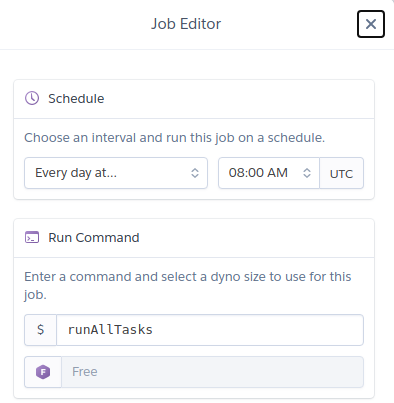 Job Editor
Schedule
Choose an interval and run this job on a schedule.
Every day at... 08:00 AM UTC
Run Command
Enter a command and select a dyno size to use for this
job.
$ runAllTasks
F Free